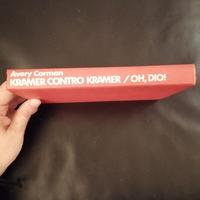 Avery Corman
KRAMER CONTRO KRAMER / OH, DIO!